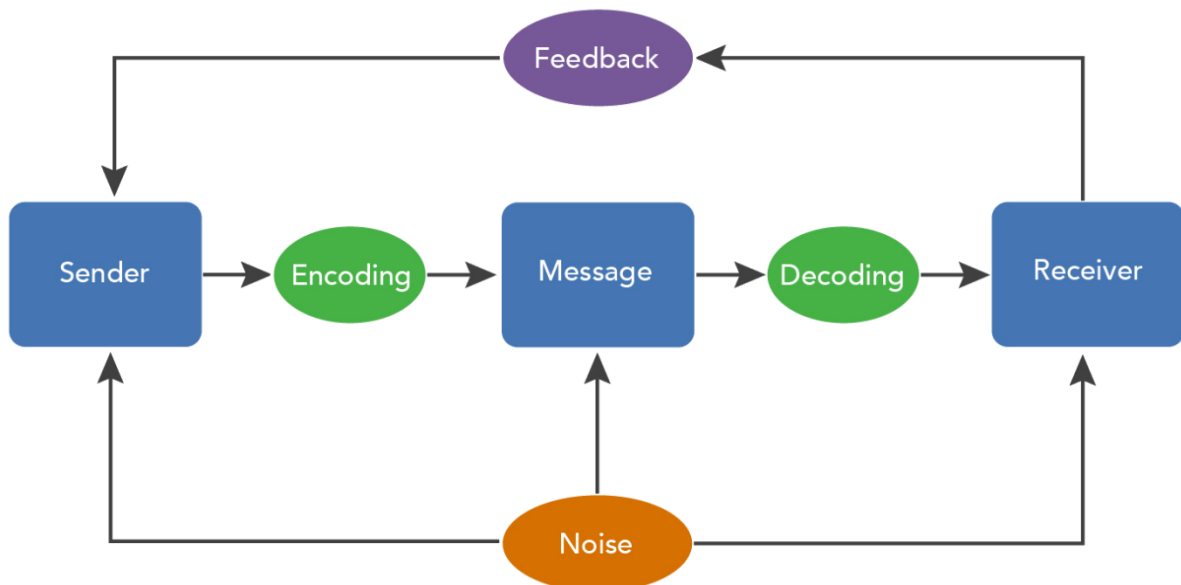 Feedback
Sender
Encoding
Message
Decoding
Receiver
Noise